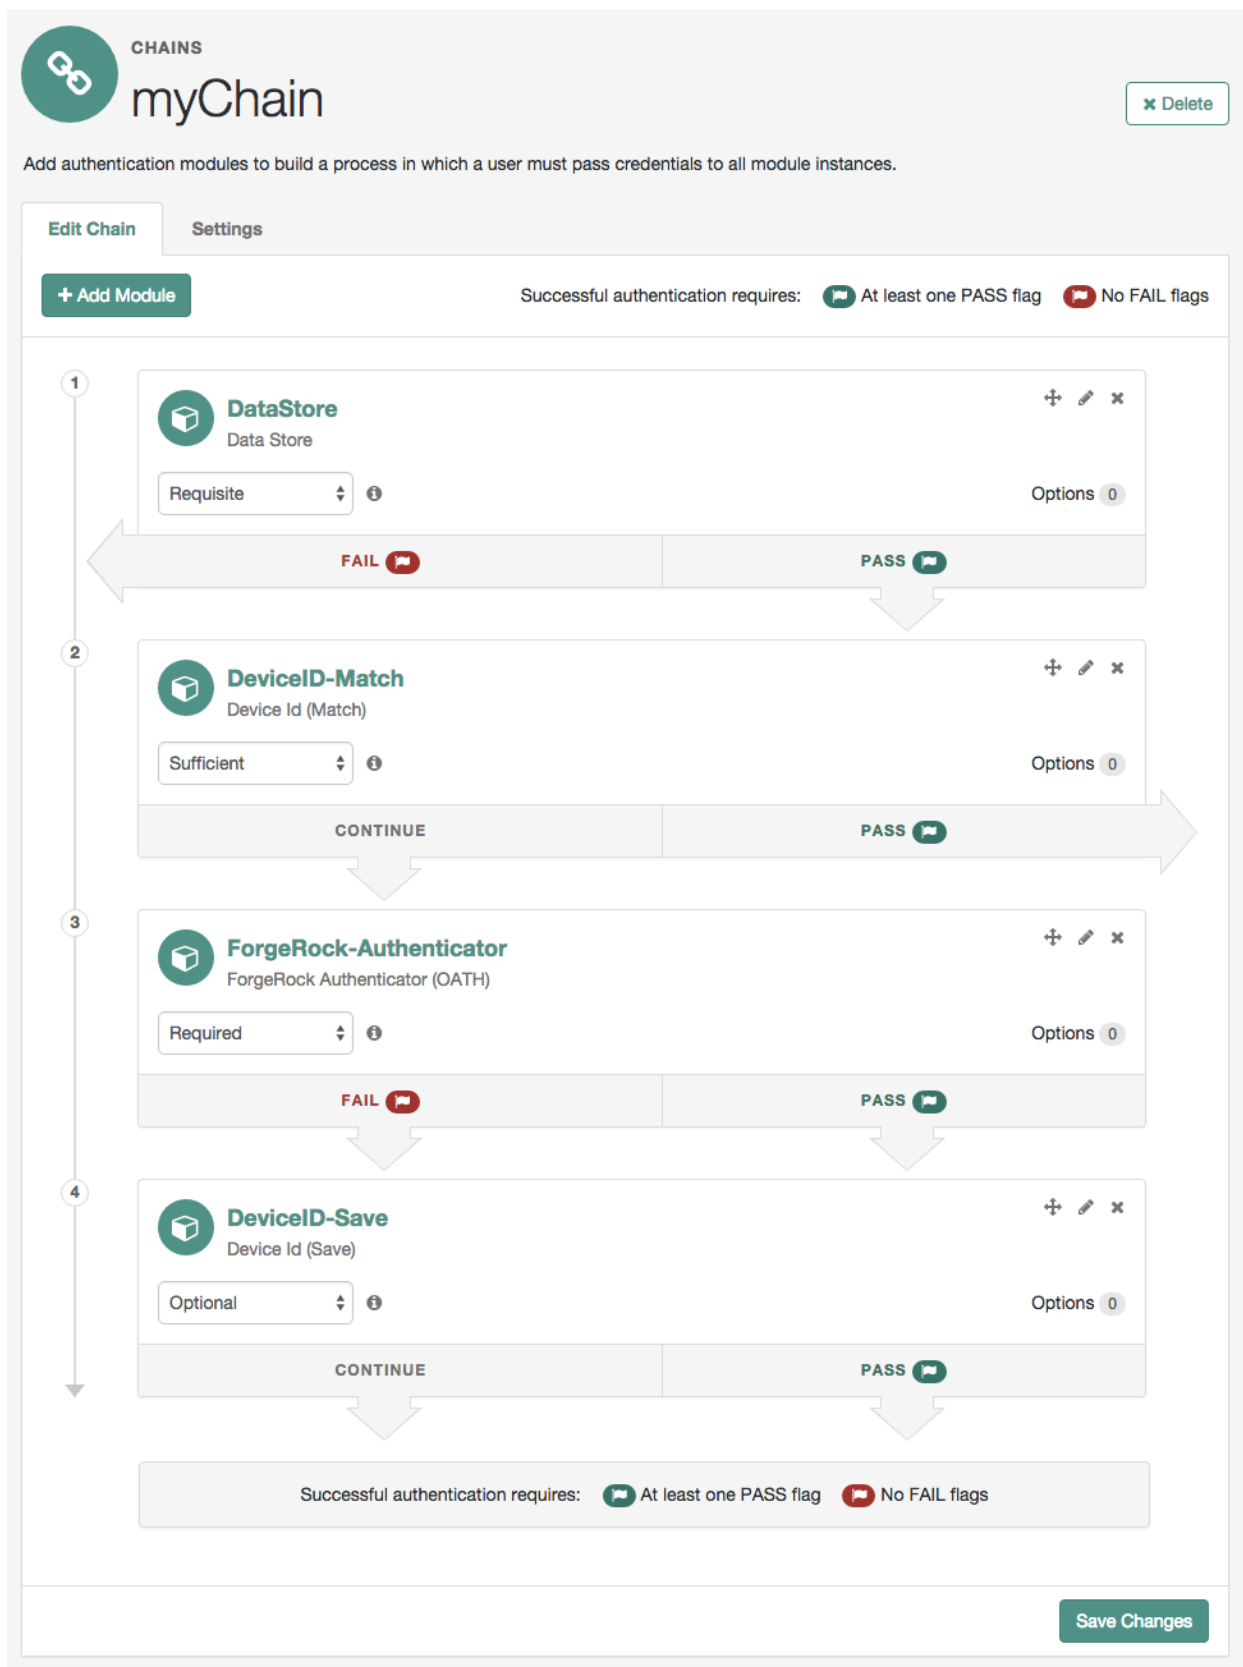 CHAINS
myChain
Delete
Add authentication modules to build a process in which a user must pass credentials to all module instances.
Edit Chain
Settings
+ Add Module
Successful authentication requires: At least one PASS flag No FAIL flags
1
DataStore
Data Store
Requisite
Options 0
FAIL
PASS
2
DeviceID-Match
Device Id (Match)
Sufficient
Options 0
CONTINUE
PASS
3
ForgeRock-Authenticator
ForgeRock Authenticator (OATH)
Required
Options 0
FAIL
PASS
4
DeviceID-Save
Device Id (Save)
Optional
Options 0
CONTINUE
PASS
Successful authentication requires: At least one PASS flag No FAIL flags
Save Changes